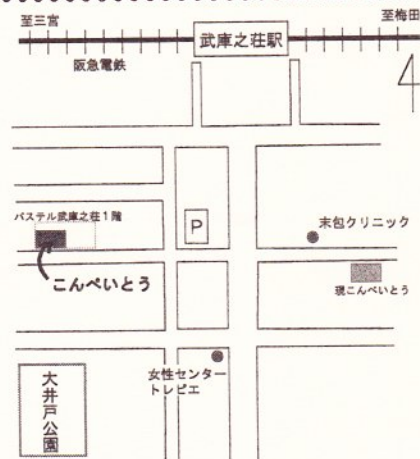 至三宮
至梅田
武庫之荘駅
阪急電鉄
パステル武庫之荘1階
P
末包クリニック
こんぺいとう
現こんぺいとう
女性センター
トレピエ
大井戸公園